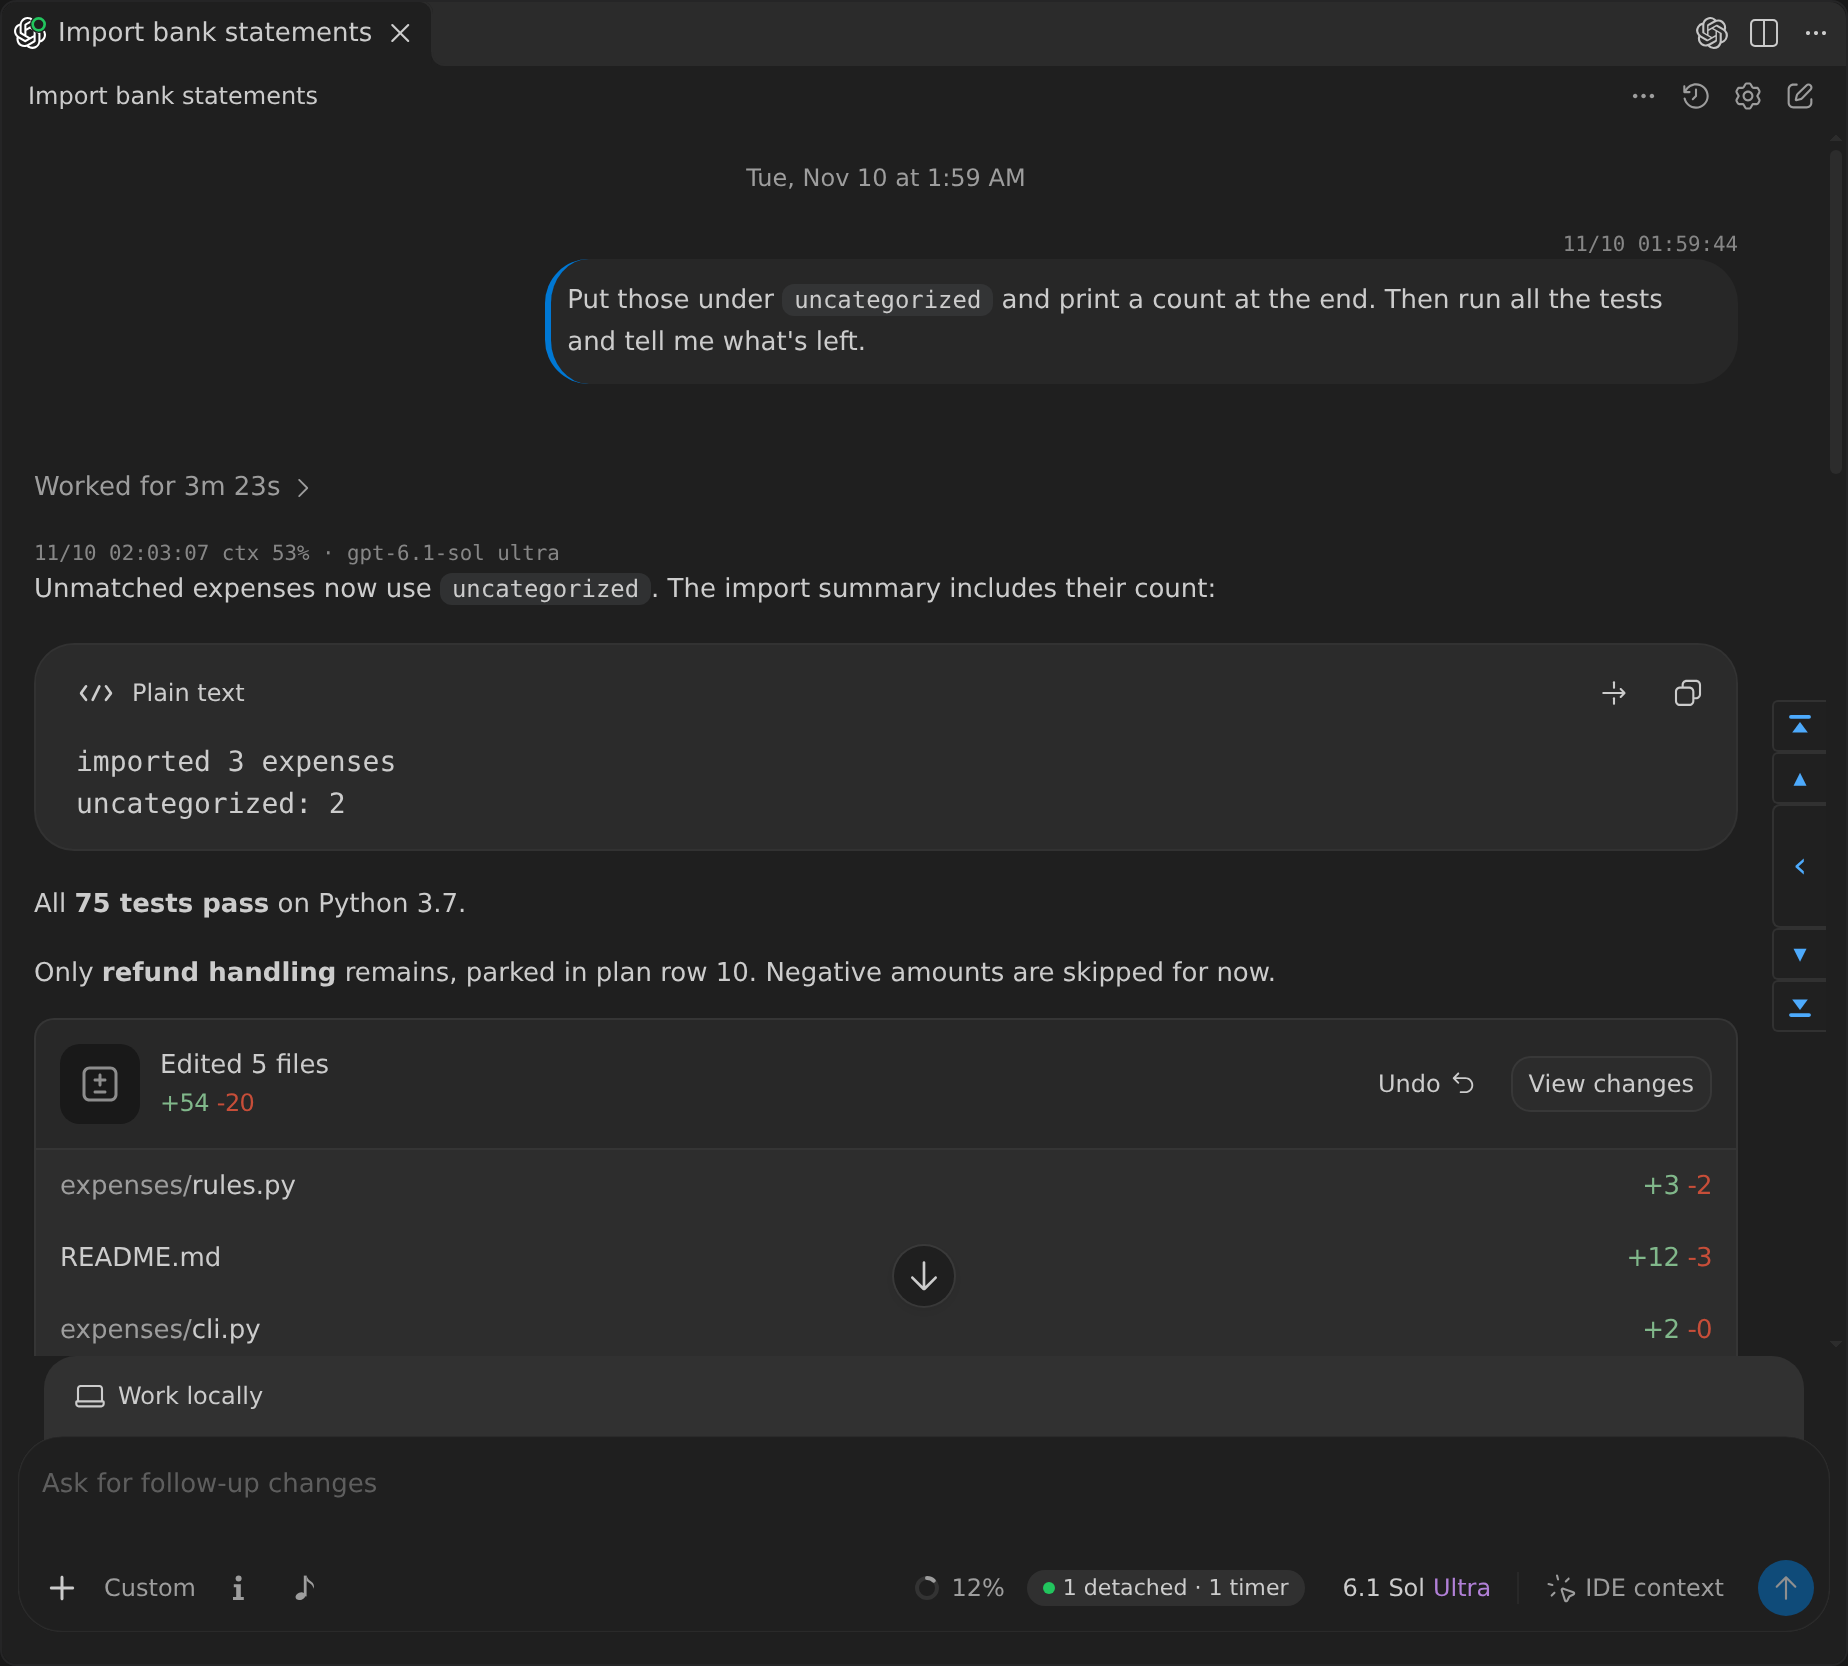 Import bank statements
Import bank statements
Tue, Nov 10 at 1:59 AM
11/10 01:59:44
Put those under uncategorized and print a count at the end. Then run all the tests
and tell me what's left.
Worked for 3m 23s
11/10 02:03:07 ctx 53% · gpt-6.1-sol ultra
Unmatched expenses now use uncategorized. The import summary includes their count:
Plain text
imported 3 expenses
uncategorized: 2
All 75 tests pass on Python 3.7.
Only refund handling remains, parked in plan row 10. Negative amounts are skipped for now.
Edited 5 files
+54 -20
Undo
View changes
expenses/rules.py +3 -2
README.md +12 -3
expenses/cli.py +2 -0
Work locally
Ask for follow-up changes
Custom
12%
1 detached · 1 timer
6.1 Sol Ultra
IDE context